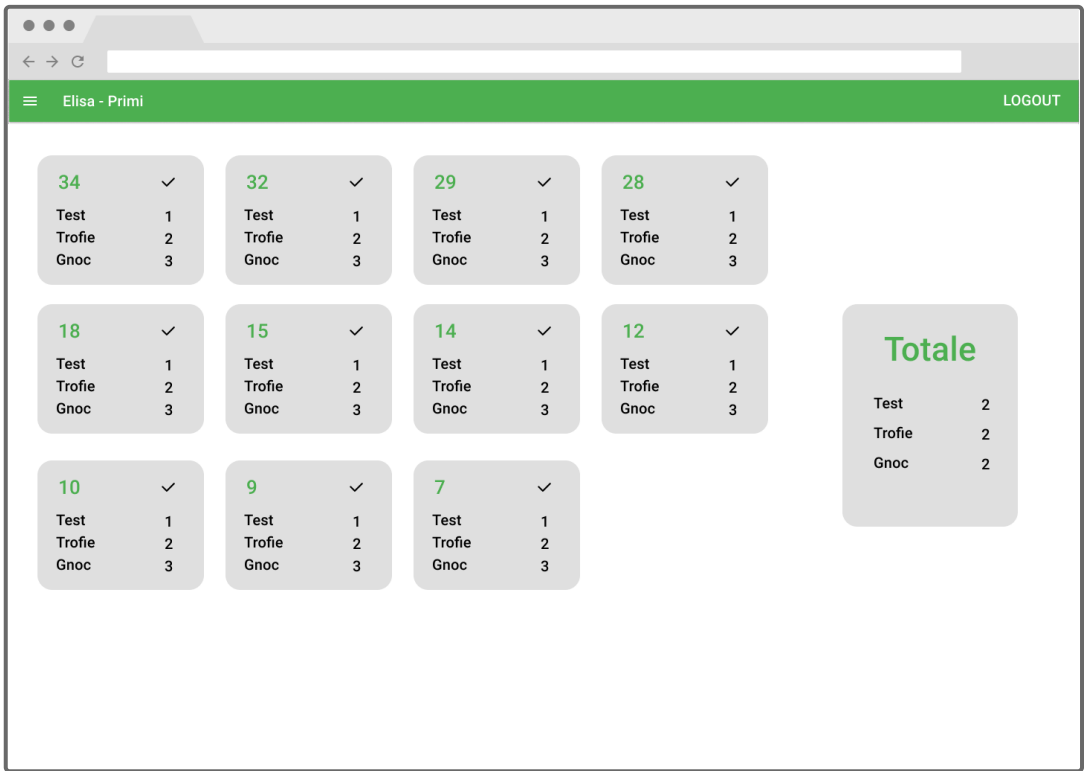 Elisa - Primi LOGOUT
34 32 29 28
Test 1 Test 1 Test 1 Test 1
Trofie 2 Trofie 2 Trofie 2 Trofie 2
Gnoc 3 Gnoc 3 Gnoc 3 Gnoc 3
18 15 14 12
Test 1 Test 1 Test 1 Test 1
Trofie 2 Trofie 2 Trofie 2 Trofie 2
Gnoc 3 Gnoc 3 Gnoc 3 Gnoc 3
10 9 7
Test 1 Test 1 Test 1
Trofie 2 Trofie 2 Trofie 2
Gnoc 3 Gnoc 3 Gnoc 3
Totale
Test 2
Trofie 2
Gnoc 2